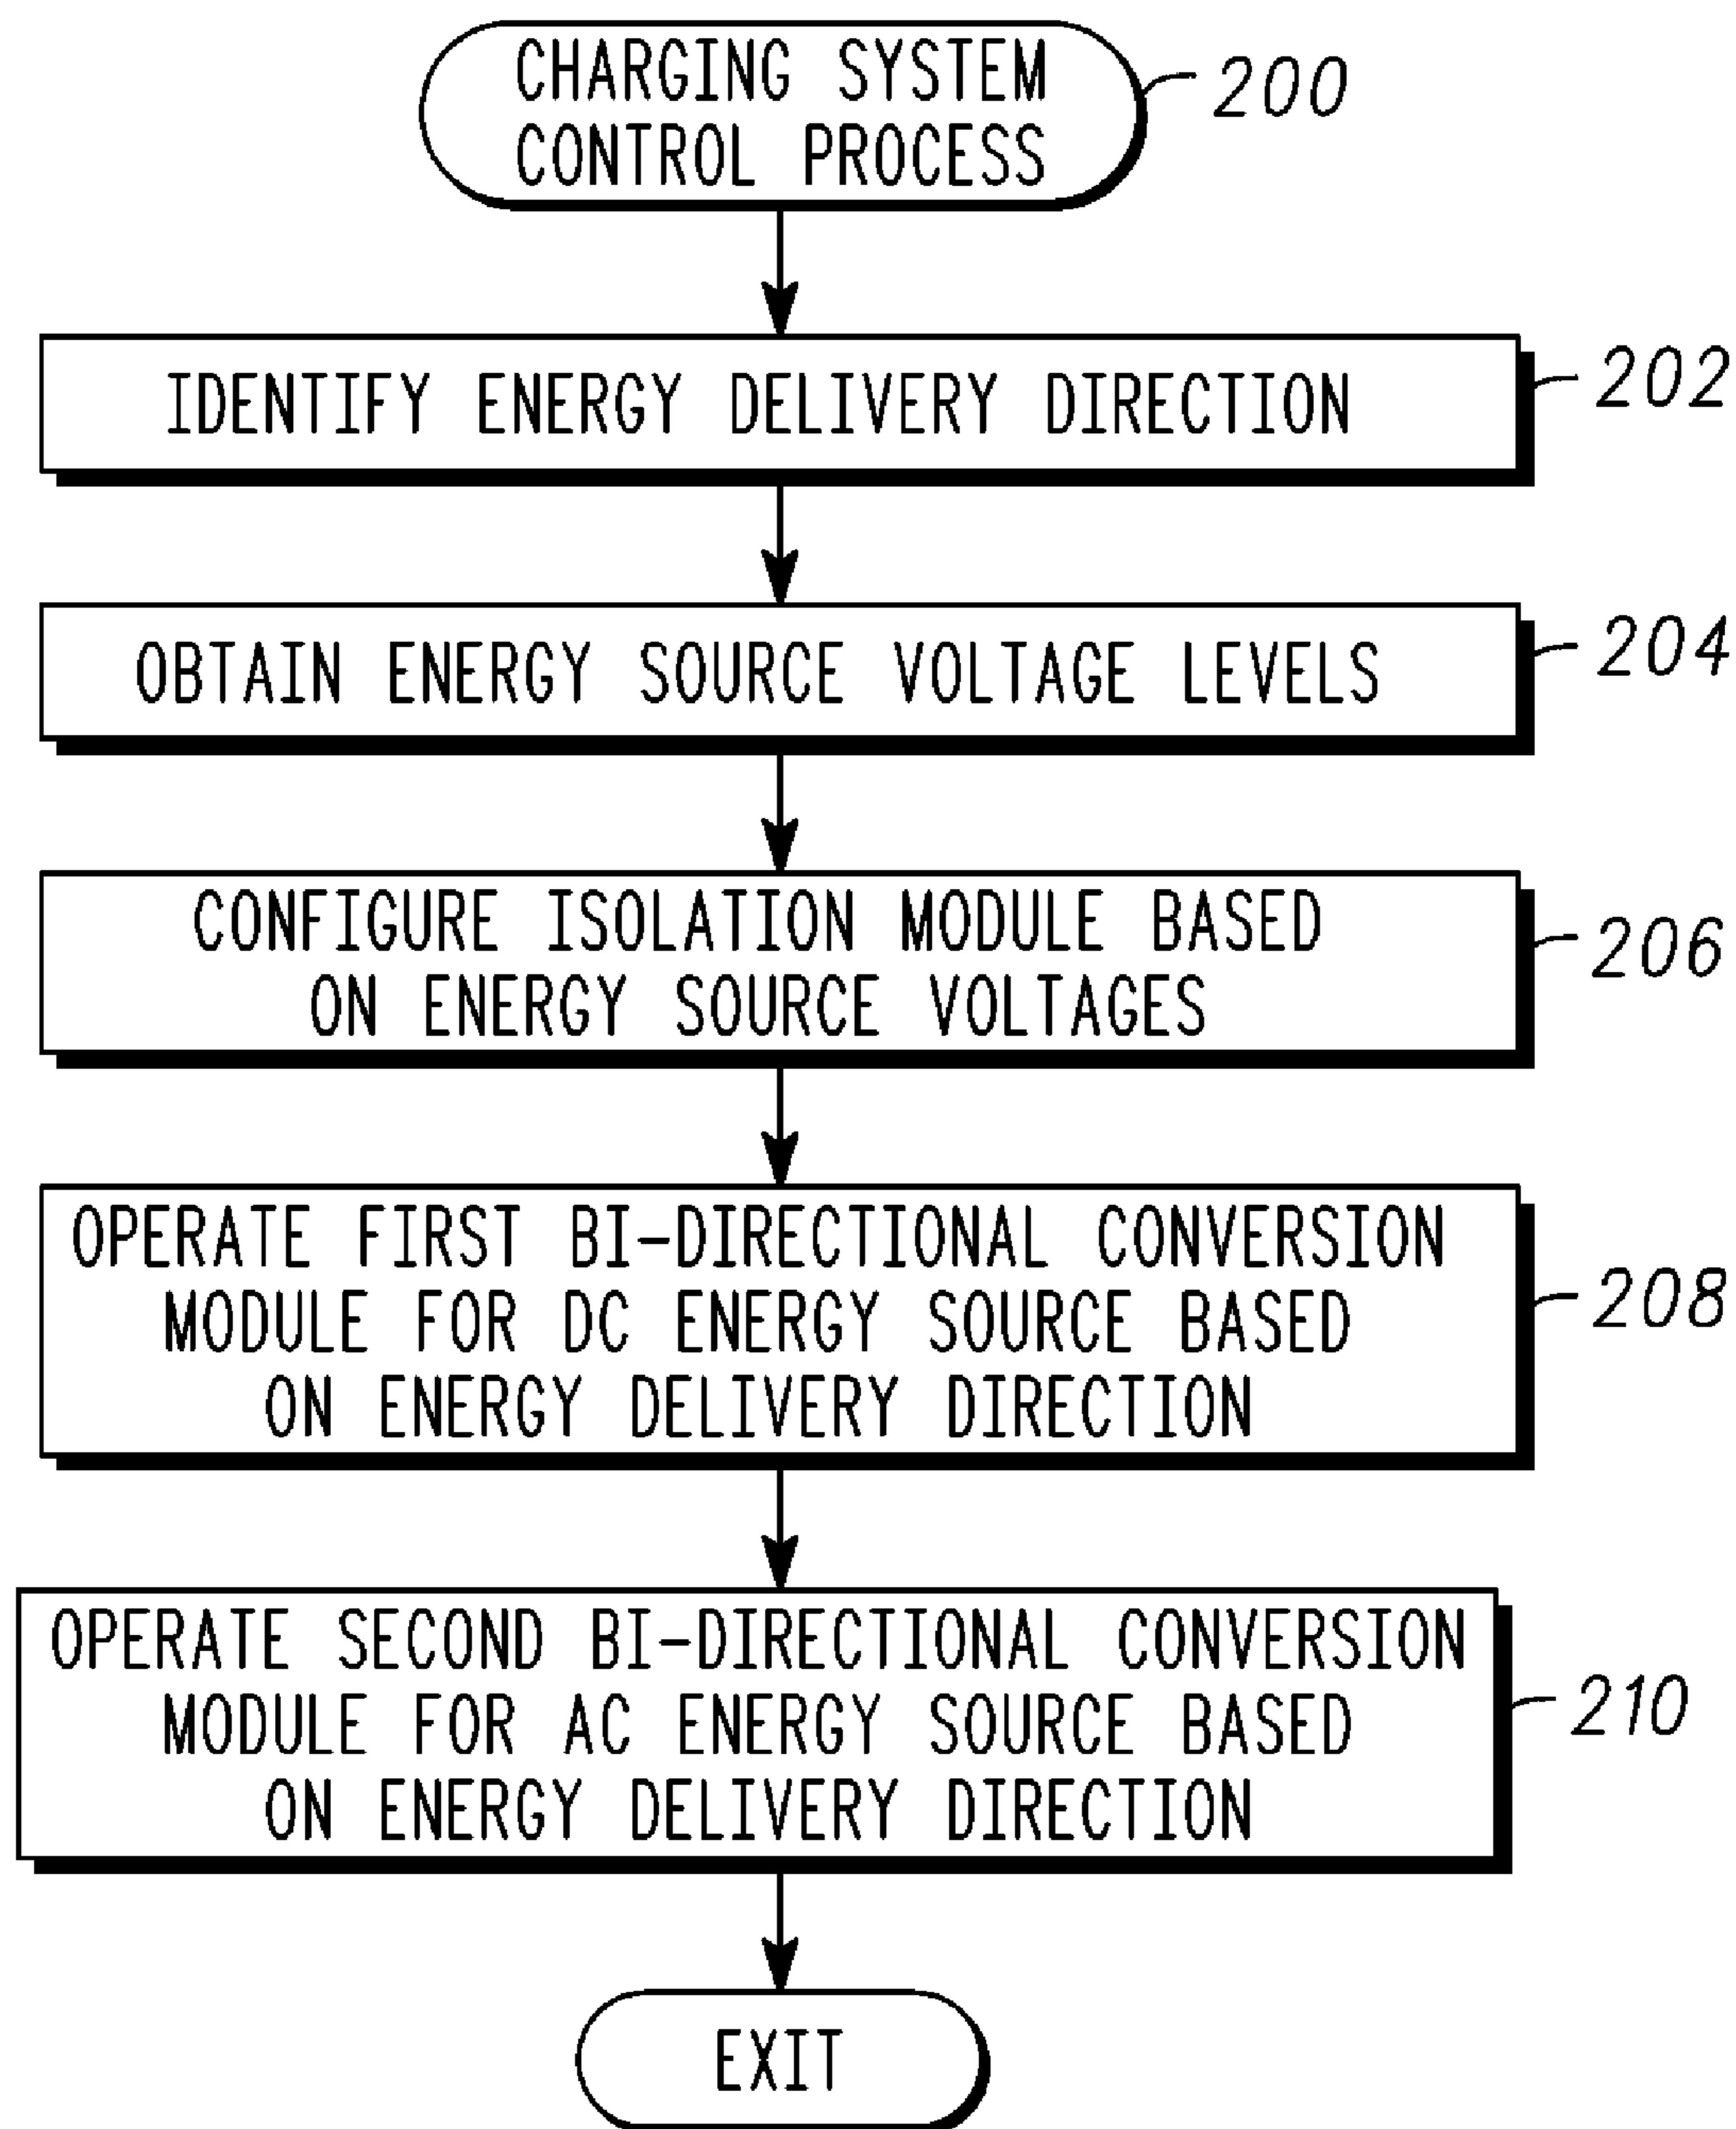 CHARGING SYSTEM
CONTROL PROCESS
200
IDENTIFY ENERGY DELIVERY DIRECTION
202
OBTAIN ENERGY SOURCE VOLTAGE LEVELS
204
CONFIGURE ISOLATION MODULE BASED
ON ENERGY SOURCE VOLTAGES
206
OPERATE FIRST BI-DIRECTIONAL CONVERSION
MODULE FOR DC ENERGY SOURCE BASED
ON ENERGY DELIVERY DIRECTION
208
OPERATE SECOND BI-DIRECTIONAL CONVERSION
MODULE FOR AC ENERGY SOURCE BASED
ON ENERGY DELIVERY DIRECTION
210
EXIT